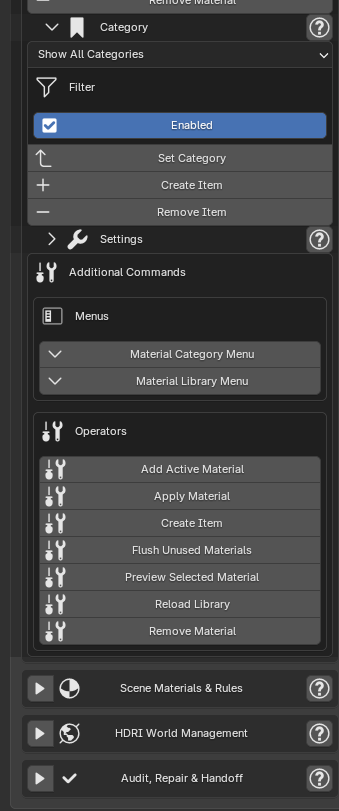 Remove Material
Category
?
Show All Categories
Filter
Enabled
Set Category
Create Item
Remove Item
Settings
?
Additional Commands
Menus
Material Category Menu
Material Library Menu
Operators
Add Active Material
Apply Material
Create Item
Flush Unused Materials
Preview Selected Material
Reload Library
Remove Material
Scene Materials & Rules
?
HDRI World Management
?
Audit, Repair & Handoff
?